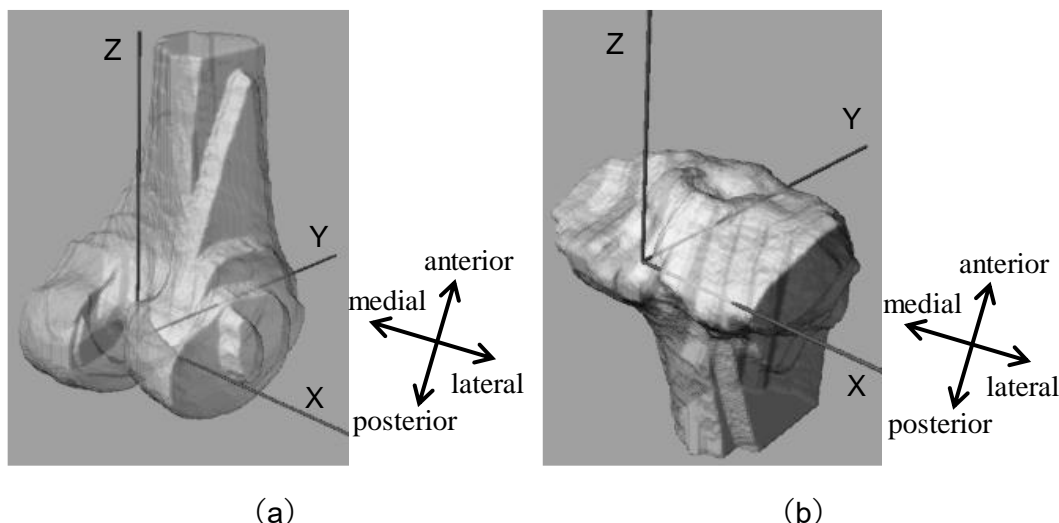 Z
Y
X
anterior
medial
lateral
posterior
(a)
Z
Y
X
anterior
medial
lateral
posterior
(b)